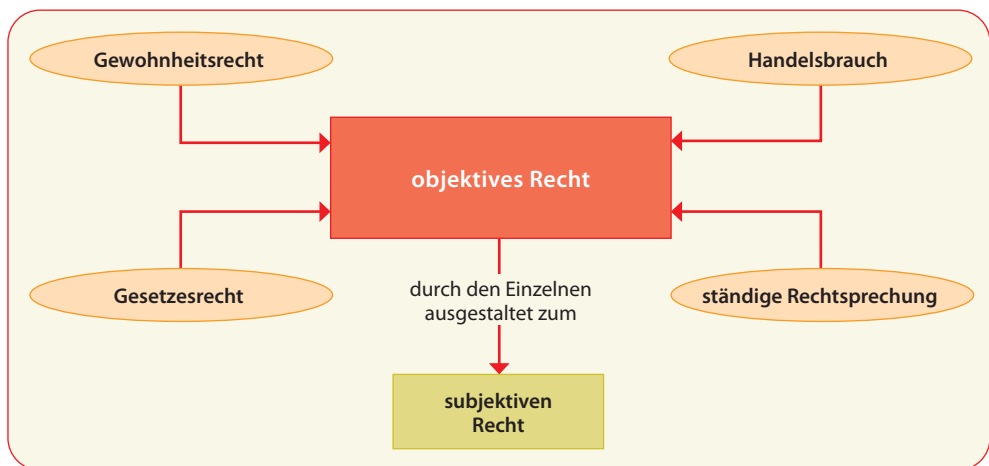 Gewohnheitsrecht
Handelsbrauch
objektives Recht
Gesetzesrecht
ständige Rechtsprechung
durch den Einzelnen
ausgestaltet zum
subjektiven
Recht